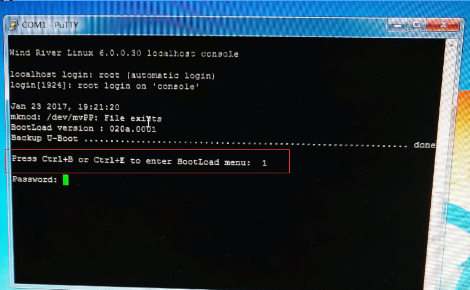 COM1 - PuTTY
Wind River Linux 6.0.0.30 localhost console
localhost login: root (automatic login)
login[1924]: root login on 'console'
Jan 23 2017, 19:21:20
mknod: /dev/mvPP: File exists
BootLoad version : 020a.0001
Backup U-Boot ................................................................ done
Press Ctrl+B or Ctrl+E to enter BootLoad menu: 1
Password: